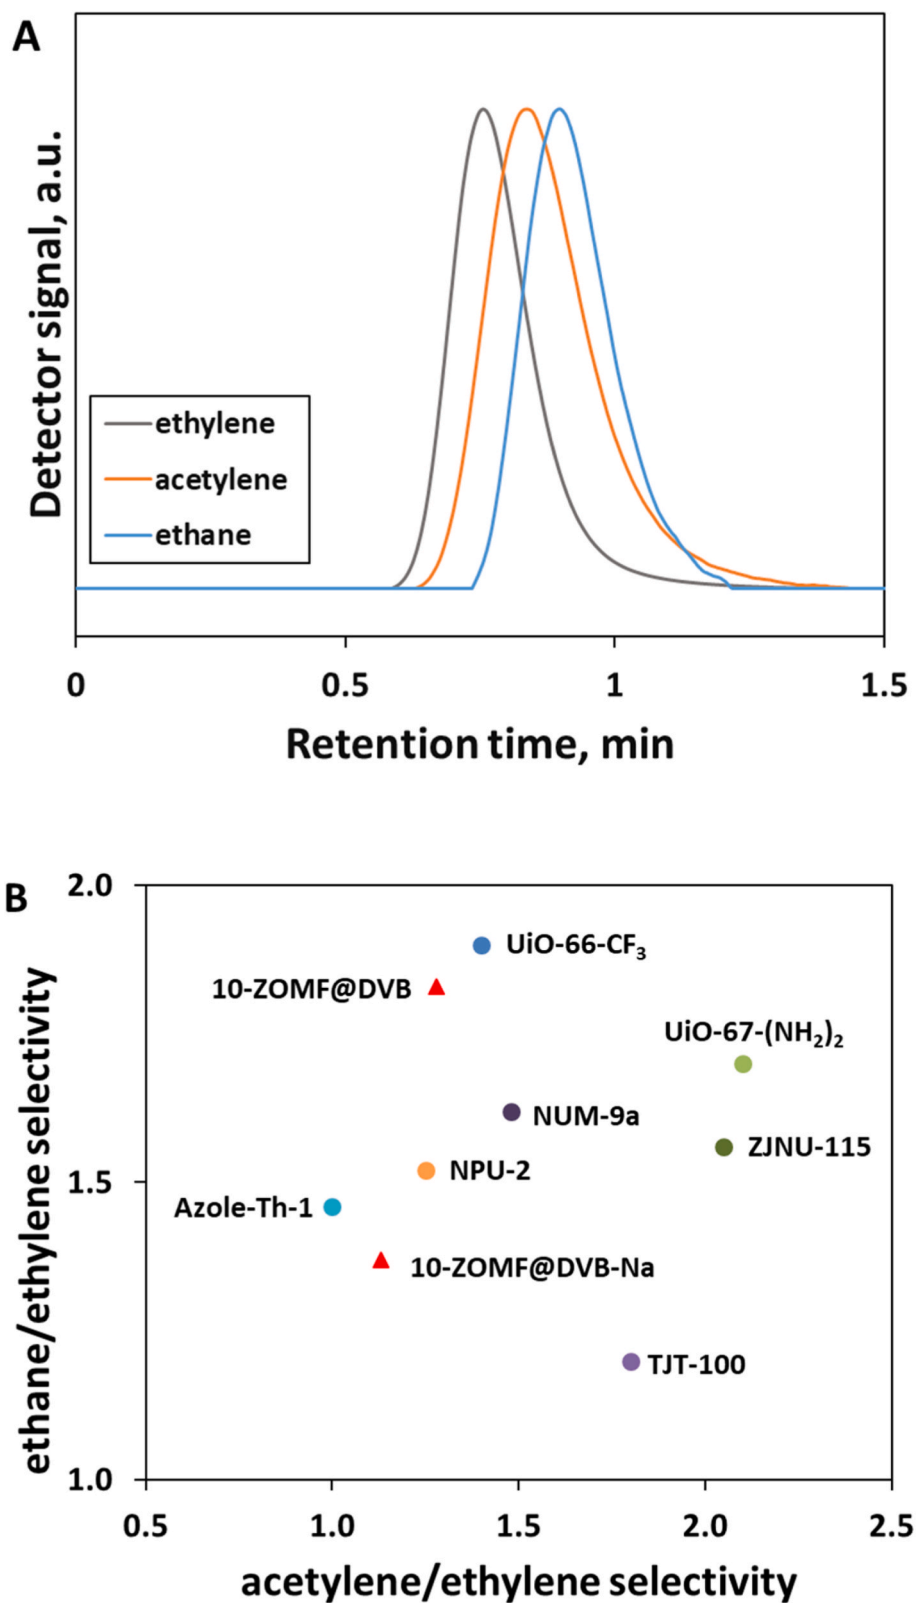 A
Detector signal, a.u.
ethylene
acetylene
ethane
0
0.5
1
1.5
Retention time, min
B
ethane/ethylene selectivity
2.0
1.5
1.0
UiO-66-CF₃
10-ZOMF@DVB
UiO-67-(NH₂)₂
NUM-9a
ZJNU-115
NPU-2
Azole-Th-1
10-ZOMF@DVB-Na
TJT-100
0.5
1.0
1.5
2.0
2.5
acetylene/ethylene selectivity